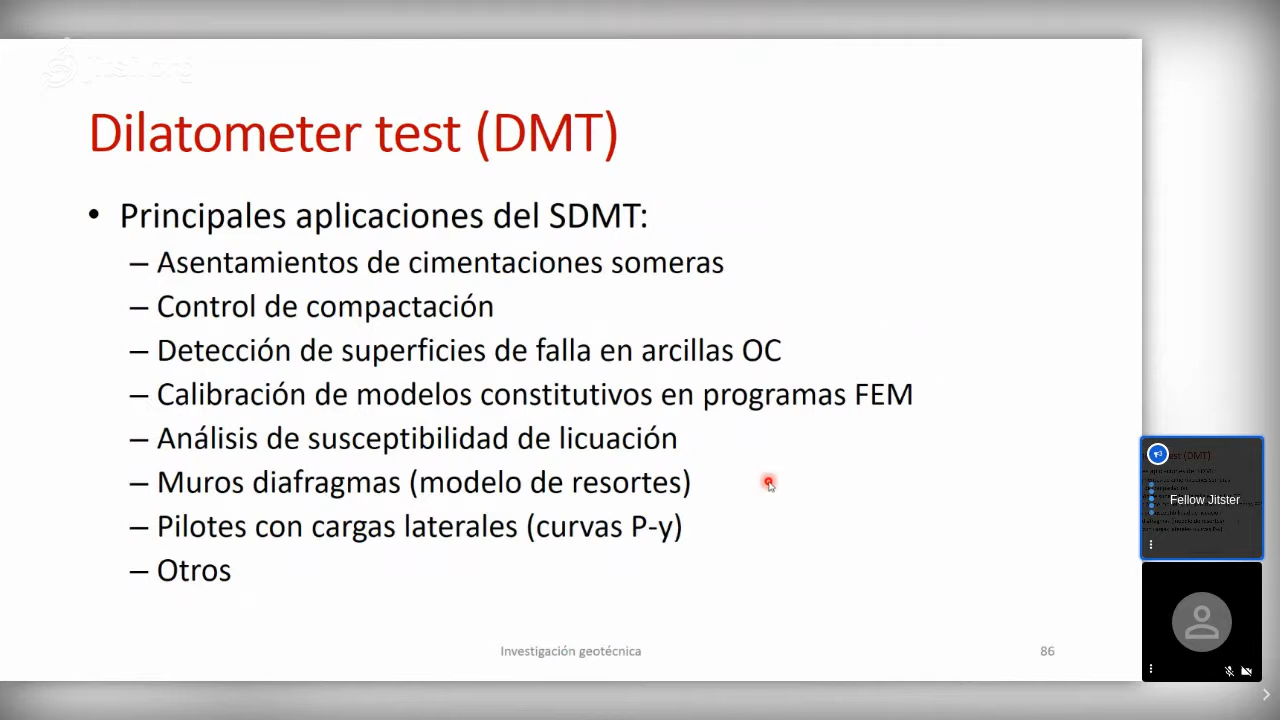 Dilatometer test (DMT)
• Principales aplicaciones del SDMT:
– Asentamientos de cimentaciones someras
– Control de compactación
– Detección de superficies de falla en arcillas OC
– Calibración de modelos constitutivos en programas FEM
– Análisis de susceptibilidad de licuación
– Muros diafragmas (modelo de resortes)
– Pilotes con cargas laterales (curvas P-y)
– Otros
Investigación geotécnica
86
Fellow Jitster